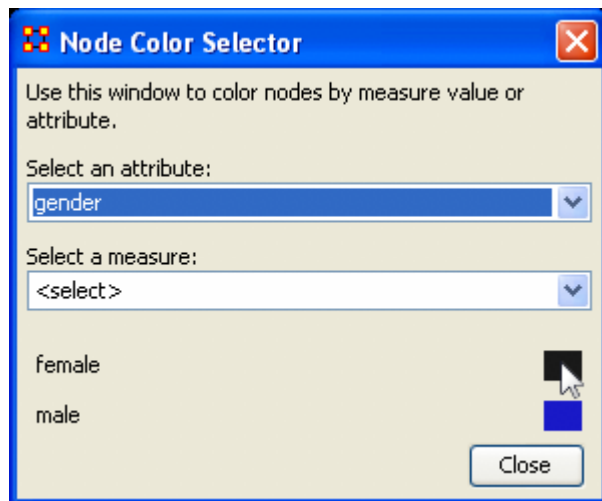 Node Color Selector
Use this window to color nodes by measure value or
attribute.
Select an attribute:
gender
Select a measure:
<select>
female
male
Close